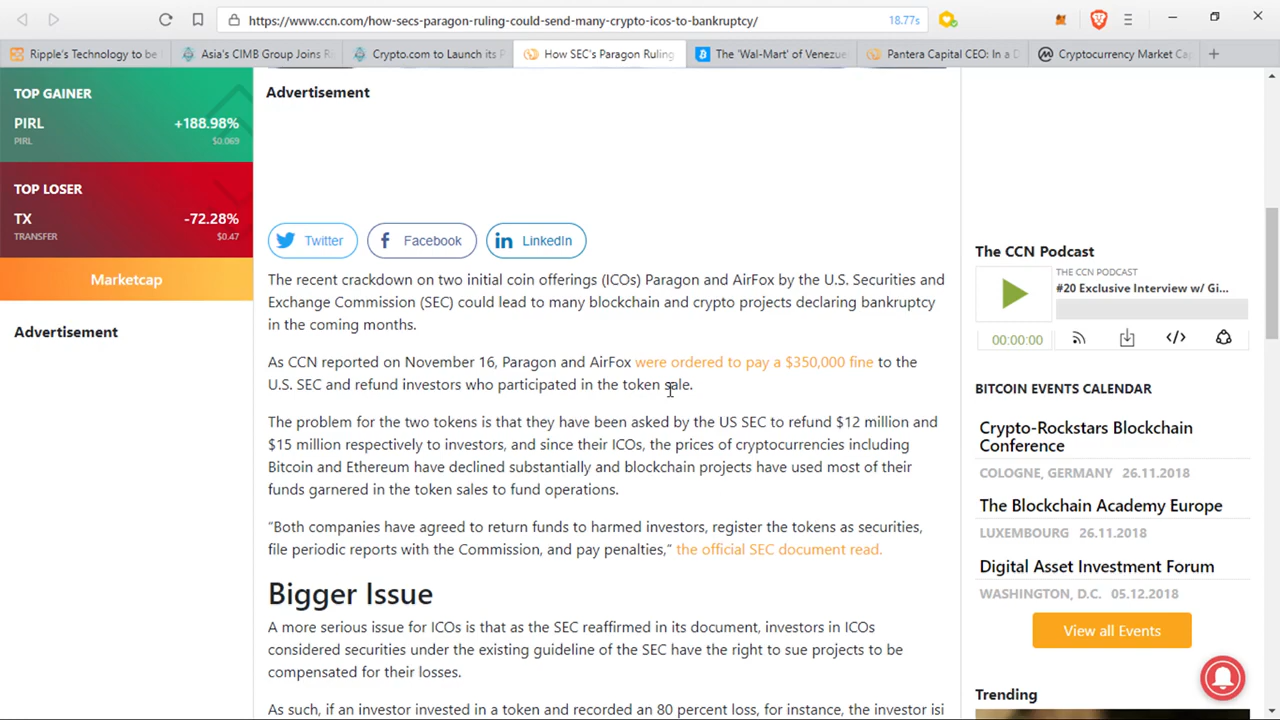 https://www.ccn.com/how-secs-paragon-ruling-could-send-many-crypto-icos-to-bankruptcy/
18.77s
Ripple's Technology to be
Asia's CIMB Group Joins R
Crypto.com to Launch its P
How SEC's Paragon Ruling
The 'Wal-Mart' of Venezue
Pantera Capital CEO: In a D
Cryptocurrency Market Ca
TOP GAINER
PIRL
+188.98%
PIRL
$0.069
TOP LOSER
TX
-72.28%
TRANSFER
$0.47
Marketcap
Advertisement
Advertisement
Twitter
Facebook
LinkedIn
The recent crackdown on two initial coin offerings (ICOs) Paragon and AirFox by the U.S. Securities and
Exchange Commission (SEC) could lead to many blockchain and crypto projects declaring bankruptcy
in the coming months.
As CCN reported on November 16, Paragon and AirFox were ordered to pay a $350,000 fine to the
U.S. SEC and refund investors who participated in the token sale.
The problem for the two tokens is that they have been asked by the US SEC to refund $12 million and
$15 million respectively to investors, and since their ICOs, the prices of cryptocurrencies including
Bitcoin and Ethereum have declined substantially and blockchain projects have used most of their
funds garnered in the token sales to fund operations.
“Both companies have agreed to return funds to harmed investors, register the tokens as securities,
file periodic reports with the Commission, and pay penalties,” the official SEC document read.
Bigger Issue
A more serious issue for ICOs is that as the SEC reaffirmed in its document, investors in ICOs
considered securities under the existing guideline of the SEC have the right to sue projects to be
compensated for their losses.
As such, if an investor invested in a token and recorded an 80 percent loss, for instance, the investor isi
The CCN Podcast
THE CCN PODCAST
#20 Exclusive Interview w/ Gi...
00:00:00
BITCOIN EVENTS CALENDAR
Crypto-Rockstars Blockchain
Conference
COLOGNE, GERMANY 26.11.2018
The Blockchain Academy Europe
LUXEMBOURG 26.11.2018
Digital Asset Investment Forum
WASHINGTON, D.C. 05.12.2018
View all Events
Trending